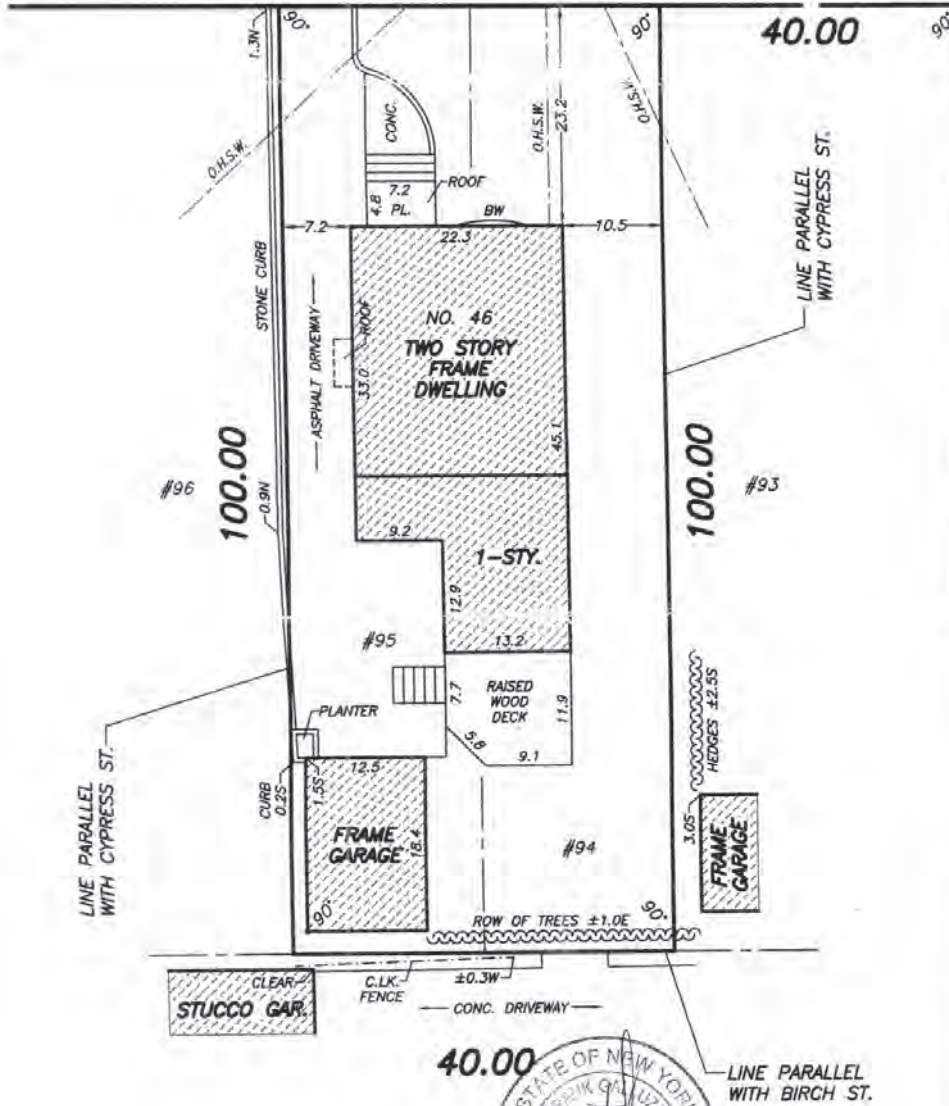 90°
90°
40.00
90°
1.3N
O.H.S.W.
O.H.S.W.
O.H.S.W.
23.2
CONC.
LINE PARALLEL
WITH CYPRESS ST.
ROOF
7.2
4.8
PL.
BW
7.2
22.3
10.5
STONE CURB
ASPHALT DRIVEWAY
ROOF
33.0
NO. 46
TWO STORY
FRAME
DWELLING
45.1
#96
100.00
0.9N
100.00
#93
9.2
1-STY.
12.9
13.2
#95
RAISED
WOOD
DECK
7.7
11.9
5.8
9.1
PLANTER
HEDGES ±2.5S
LINE PARALLEL
WITH CYPRESS ST.
CURB
0.2S
1.5S
12.5
FRAME
GARAGE
18.4
#94
3.0S
FRAME
GARAGE
90°
ROW OF TREES ±1.0E
90°
CLEAR
STUCCO GAR.
C.LK.
FENCE
±0.3W
CONC. DRIVEWAY
40.00
STATE OF NEW YORK
LINE PARALLEL
WITH BIRCH ST.